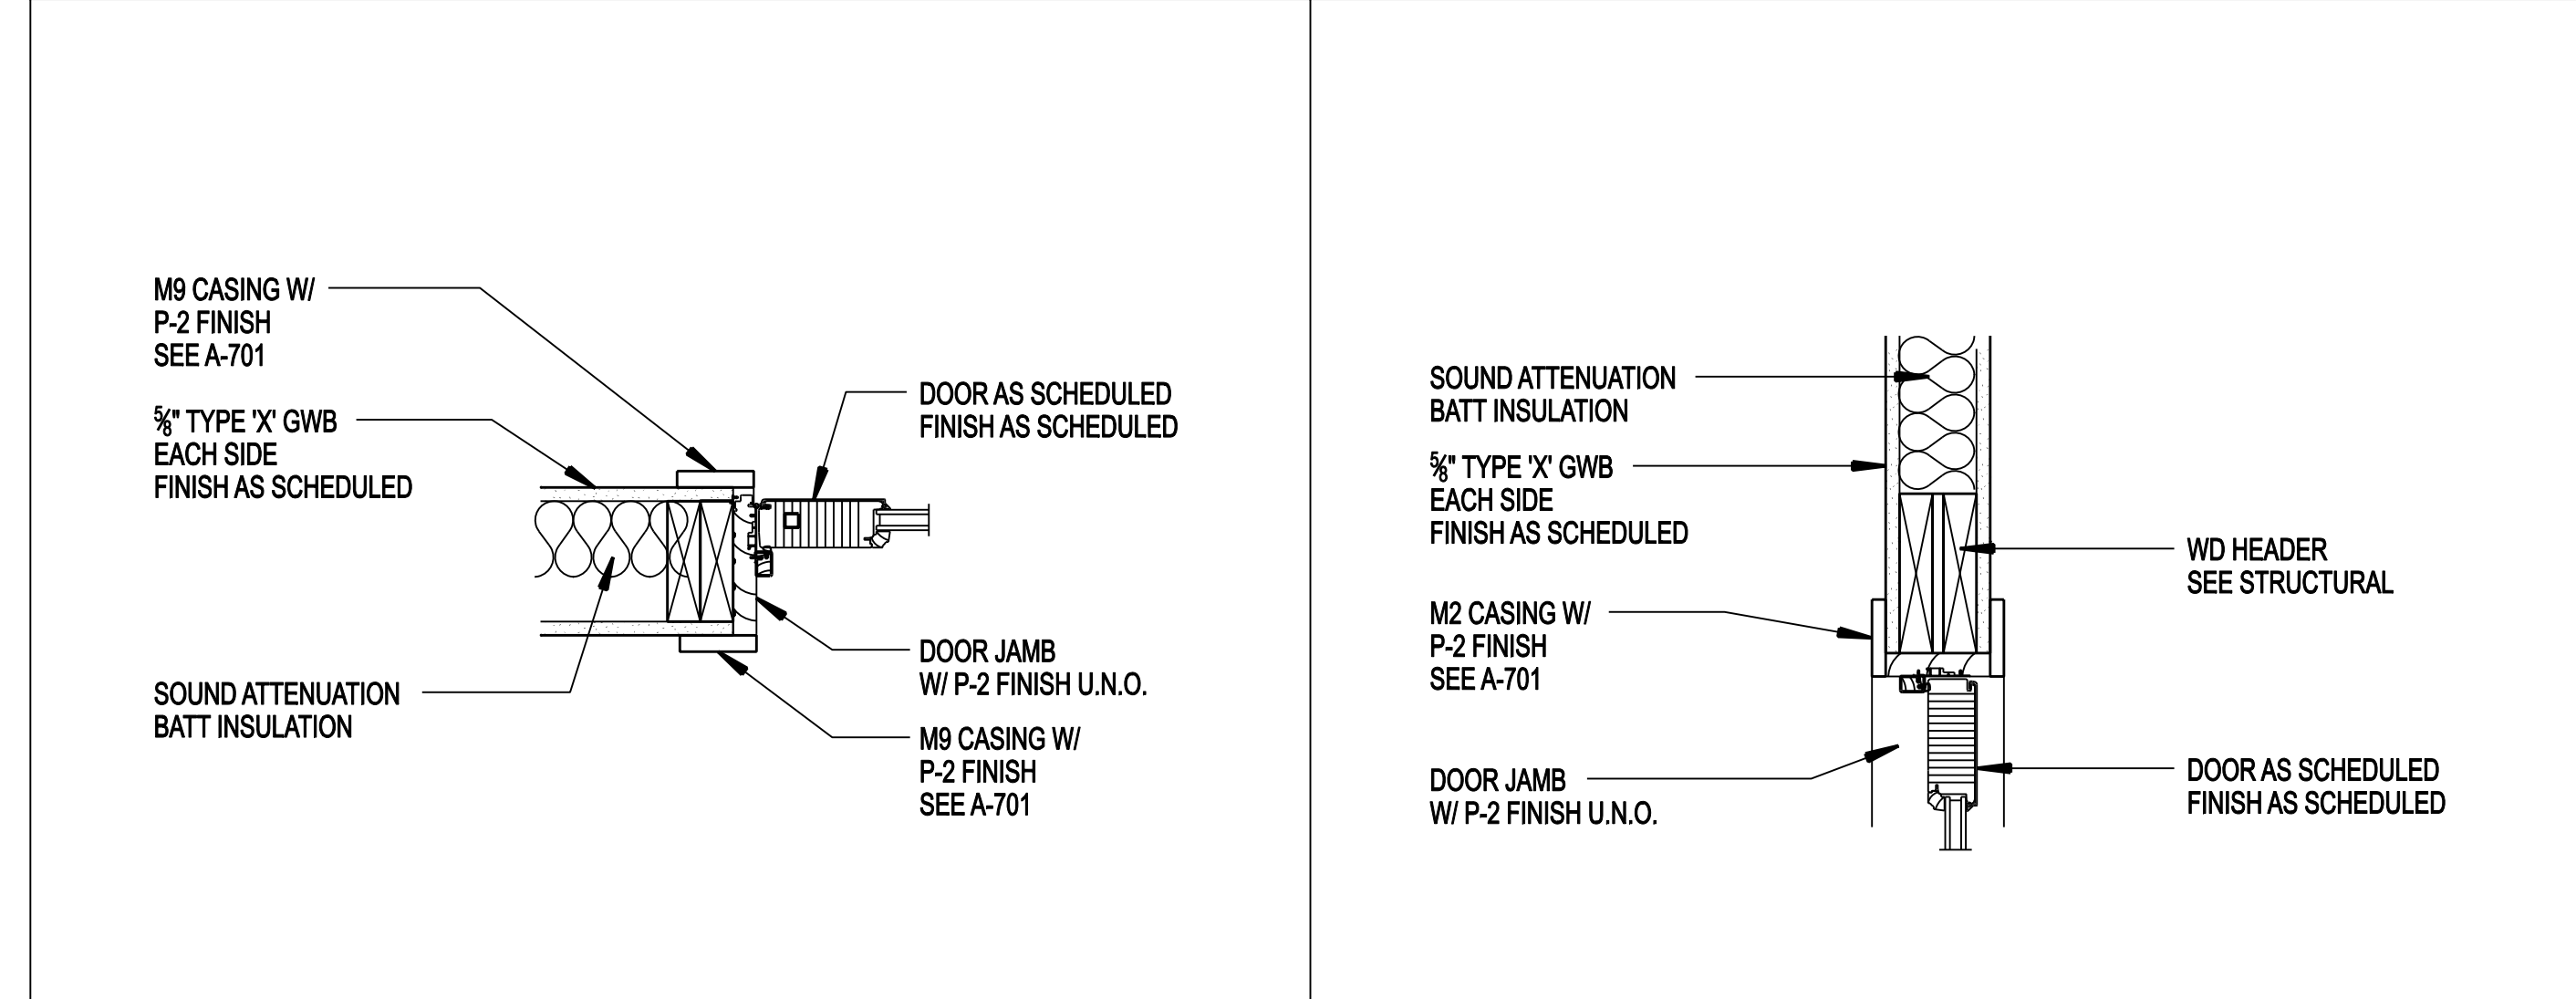 M9 CASING W/
P-2 FINISH
SEE A-701
⅝" TYPE 'X' GWB
EACH SIDE
FINISH AS SCHEDULED
SOUND ATTENUATION
BATT INSULATION
DOOR AS SCHEDULED
FINISH AS SCHEDULED
DOOR JAMB
W/ P-2 FINISH U.N.O.
M9 CASING W/
P-2 FINISH
SEE A-701
SOUND ATTENUATION
BATT INSULATION
⅝" TYPE 'X' GWB
EACH SIDE
FINISH AS SCHEDULED
M2 CASING W/
P-2 FINISH
SEE A-701
DOOR JAMB
W/ P-2 FINISH U.N.O.
WD HEADER
SEE STRUCTURAL
DOOR AS SCHEDULED
FINISH AS SCHEDULED